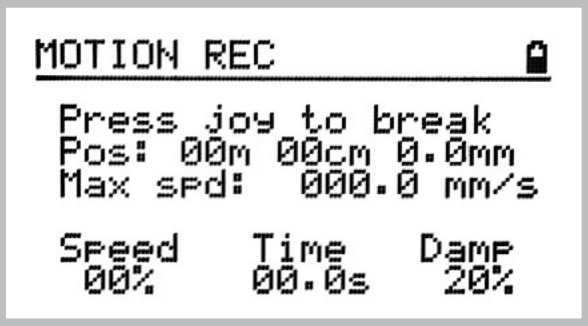 MOTION REC
Press joy to break
Pos: 00m 00cm 0.0mm
Max spd: 000.0 mm/s
Speed Time Damp
00% 00.0s 20%